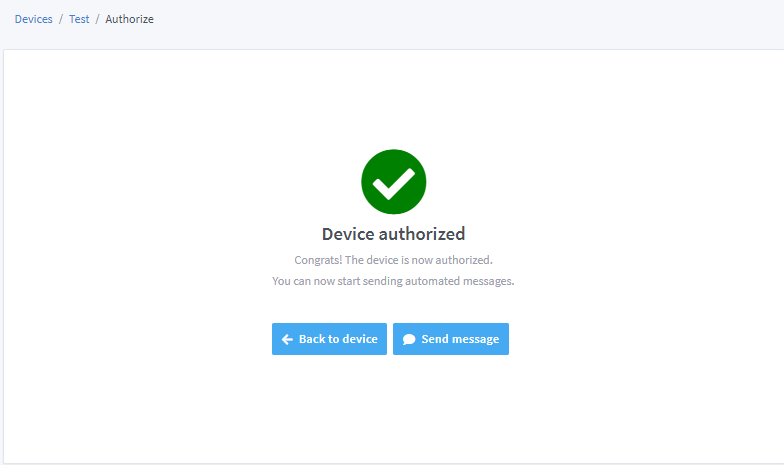 Devices / Test / Authorize
Device authorized
Congrats! The device is now authorized.
You can now start sending automated messages.
Back to device
Send message